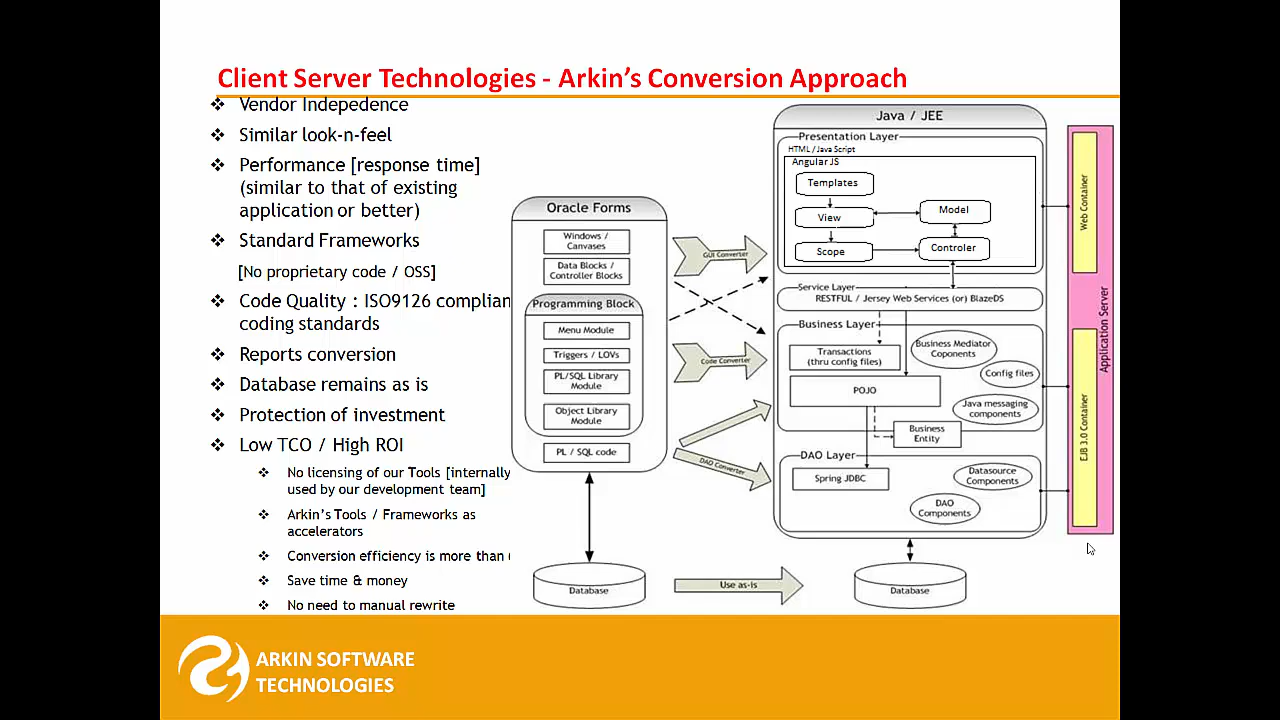 Client Server Technologies - Arkin's Conversion Approach
Vendor Indepedence
Similar look-n-feel
Performance [response time]
(similar to that of existing
application or better)
Standard Frameworks
[No proprietary code / OSS]
Code Quality : ISO9126 complian
coding standards
Reports conversion
Database remains as is
Protection of investment
Low TCO / High ROI
No licensing of our Tools [internally
used by our development team]
Arkin's Tools / Frameworks as
accelerators
Conversion efficiency is more than
Save time & money
No need to manual rewrite
Oracle Forms
Windows /
Canvases
Data Blocks /
Controller Blocks
Programming Block
Menu Module
Triggers / LOVs
PL/SQL Library
Module
Object Library
Module
PL / SQL code
Database
GUI Converter
Code Converter
DAO Converter
Use as-is
Java / JEE
Presentation Layer
HTML / Java Script
Angular JS
Templates
View
Model
Scope
Controler
Service Layer
RESTFUL / Jersey Web Services (or) BlazeDS
Business Layer
Transactions
(thru config files)
Business Mediator
Coponents
Config files
POJO
Java messaging
components
Business
Entity
DAO Layer
Spring JDBC
Datasource
Components
DAO
Components
Database
Web Container
EJB 3.0 Container
Application Server
ARKIN SOFTWARE
TECHNOLOGIES